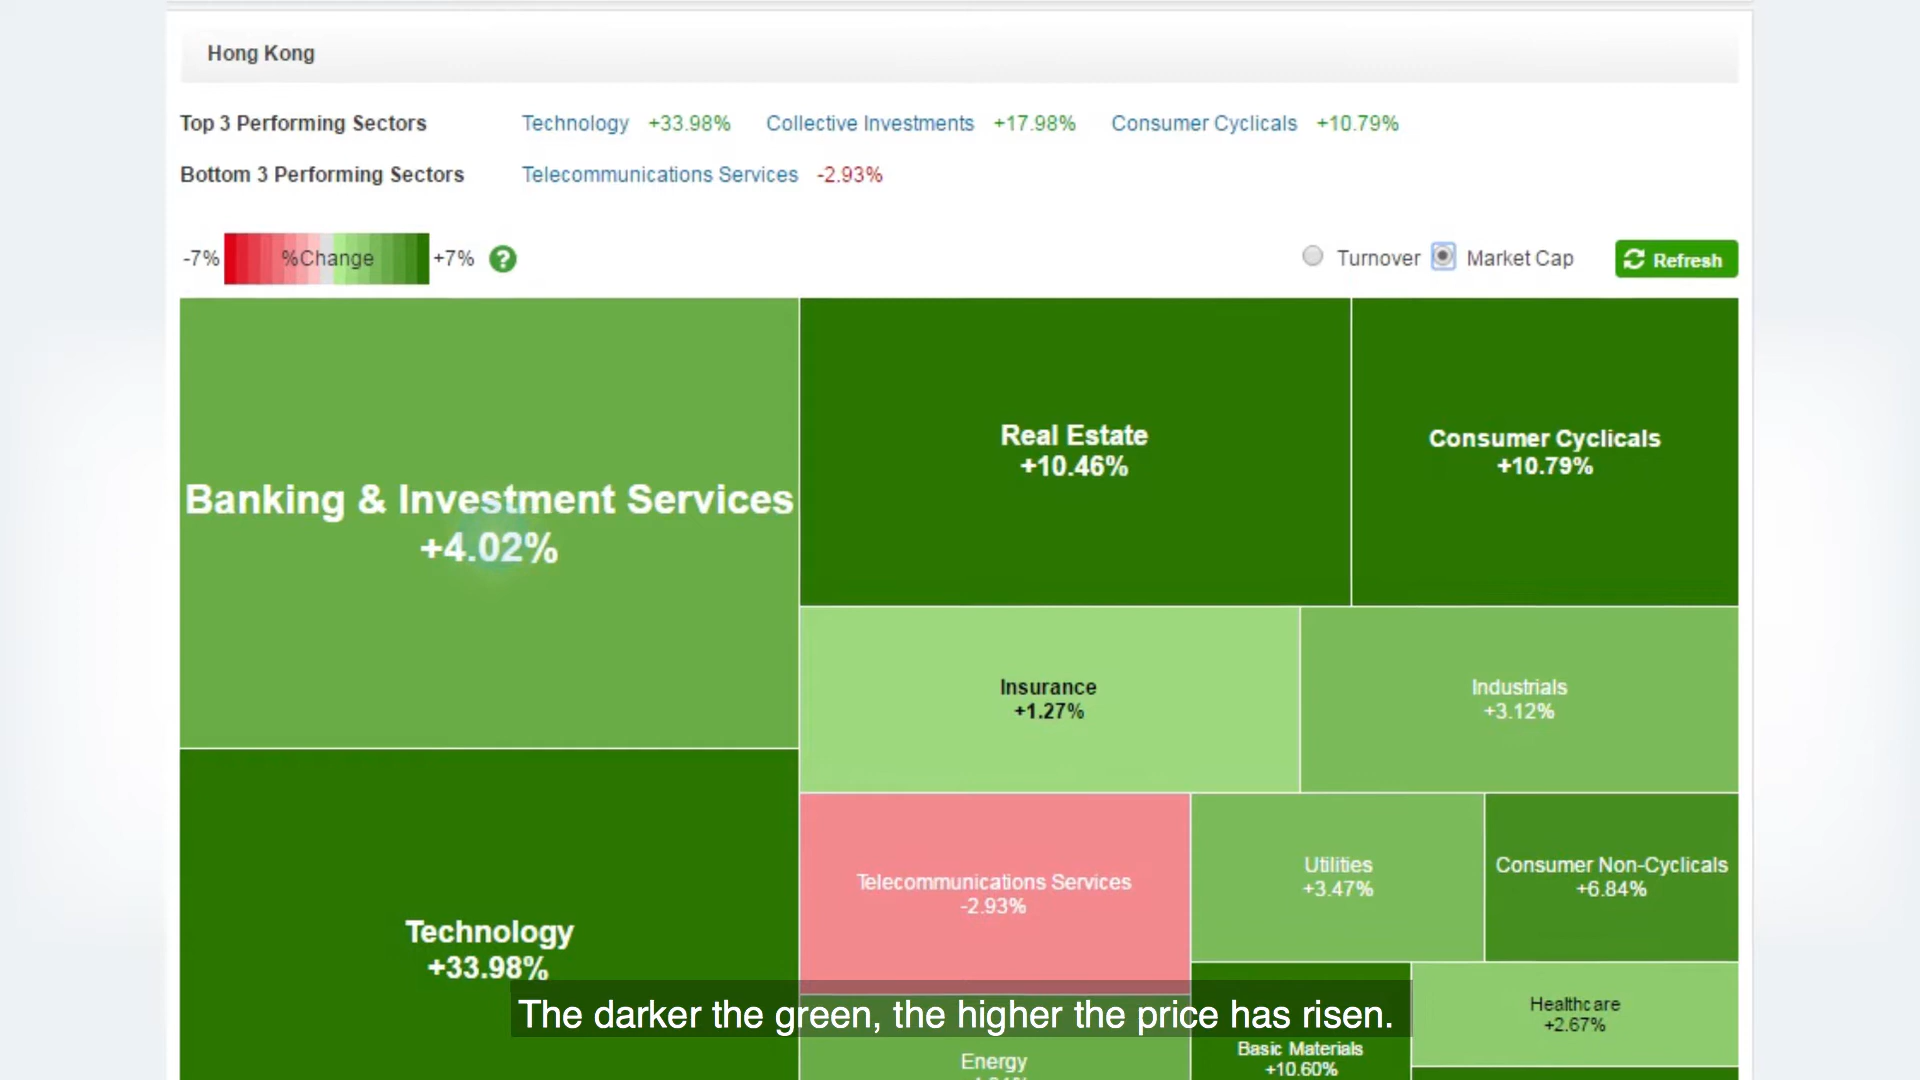 Hong Kong
Top 3 Performing Sectors Technology +33.98% Collective Investments +17.98% Consumer Cyclicals +10.79%
Bottom 3 Performing Sectors Telecommunications Services -2.93%
-7% %Change +7% ? Turnover Market Cap Refresh
Banking & Investment Services
+4.02%
Real Estate
+10.46%
Consumer Cyclicals
+10.79%
Insurance
+1.27%
Industrials
+3.12%
Technology
+33.98%
Telecommunications Services
-2.93%
Utilities
+3.47%
Consumer Non-Cyclicals
+6.84%
Healthcare
+2.67%
The darker the green, the higher the price has risen.
Energy
Basic Materials
+10.60%